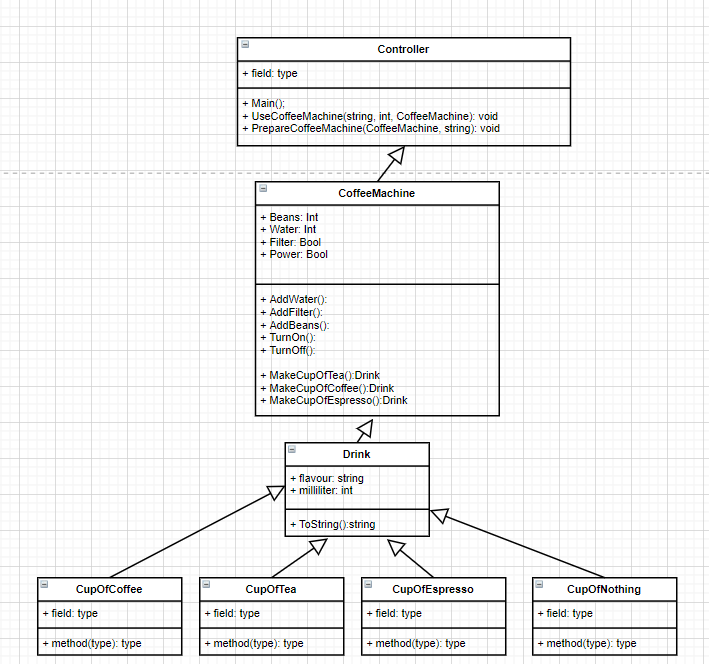 Controller
+ field: type
+ Main();
+ UseCoffeeMachine(string, int, CoffeeMachine): void
+ PrepareCoffeeMachine(CoffeeMachine, string): void
CoffeeMachine
+ Beans: Int
+ Water: Int
+ Filter: Bool
+ Power: Bool
+ AddWater():
+ AddFilter():
+ AddBeans():
+ TurnOn():
+ TurnOff():
+ MakeCupOfTea():Drink
+ MakeCupOfCoffee():Drink
+ MakeCupOfEspresso():Drink
Drink
+ flavour: string
+ milliliter: int
+ ToString():string
CupOfCoffee
+ field: type
+ method(type): type
CupOfTea
+ field: type
+ method(type): type
CupOfEspresso
+ field: type
+ method(type): type
CupOfNothing
+ field: type
+ method(type): type